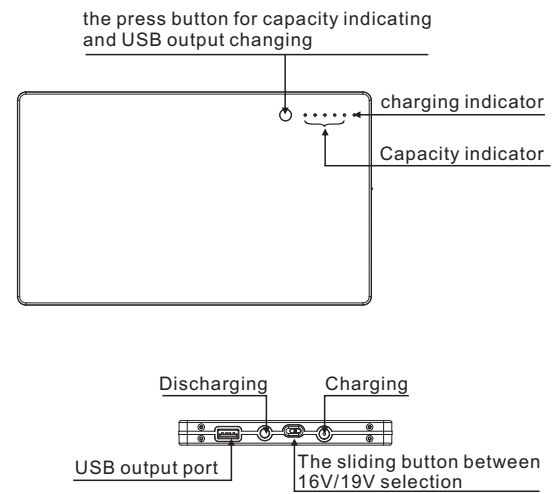 the press button for capacity indicating
and USB output changing
charging indicator
Capacity indicator
Discharging
Charging
USB output port
The sliding button between
16V/19V selection